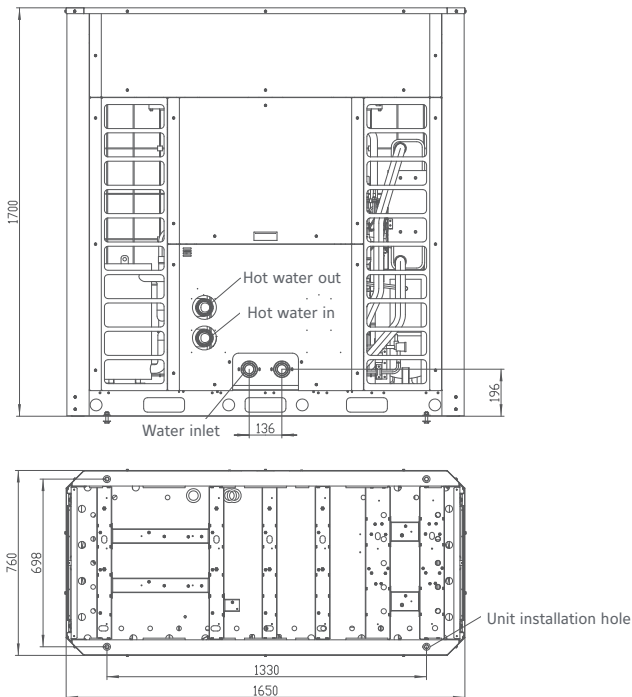 1700
Hot water out
Hot water in
196
Water inlet
136
760
698
Unit installation hole
1330
1650